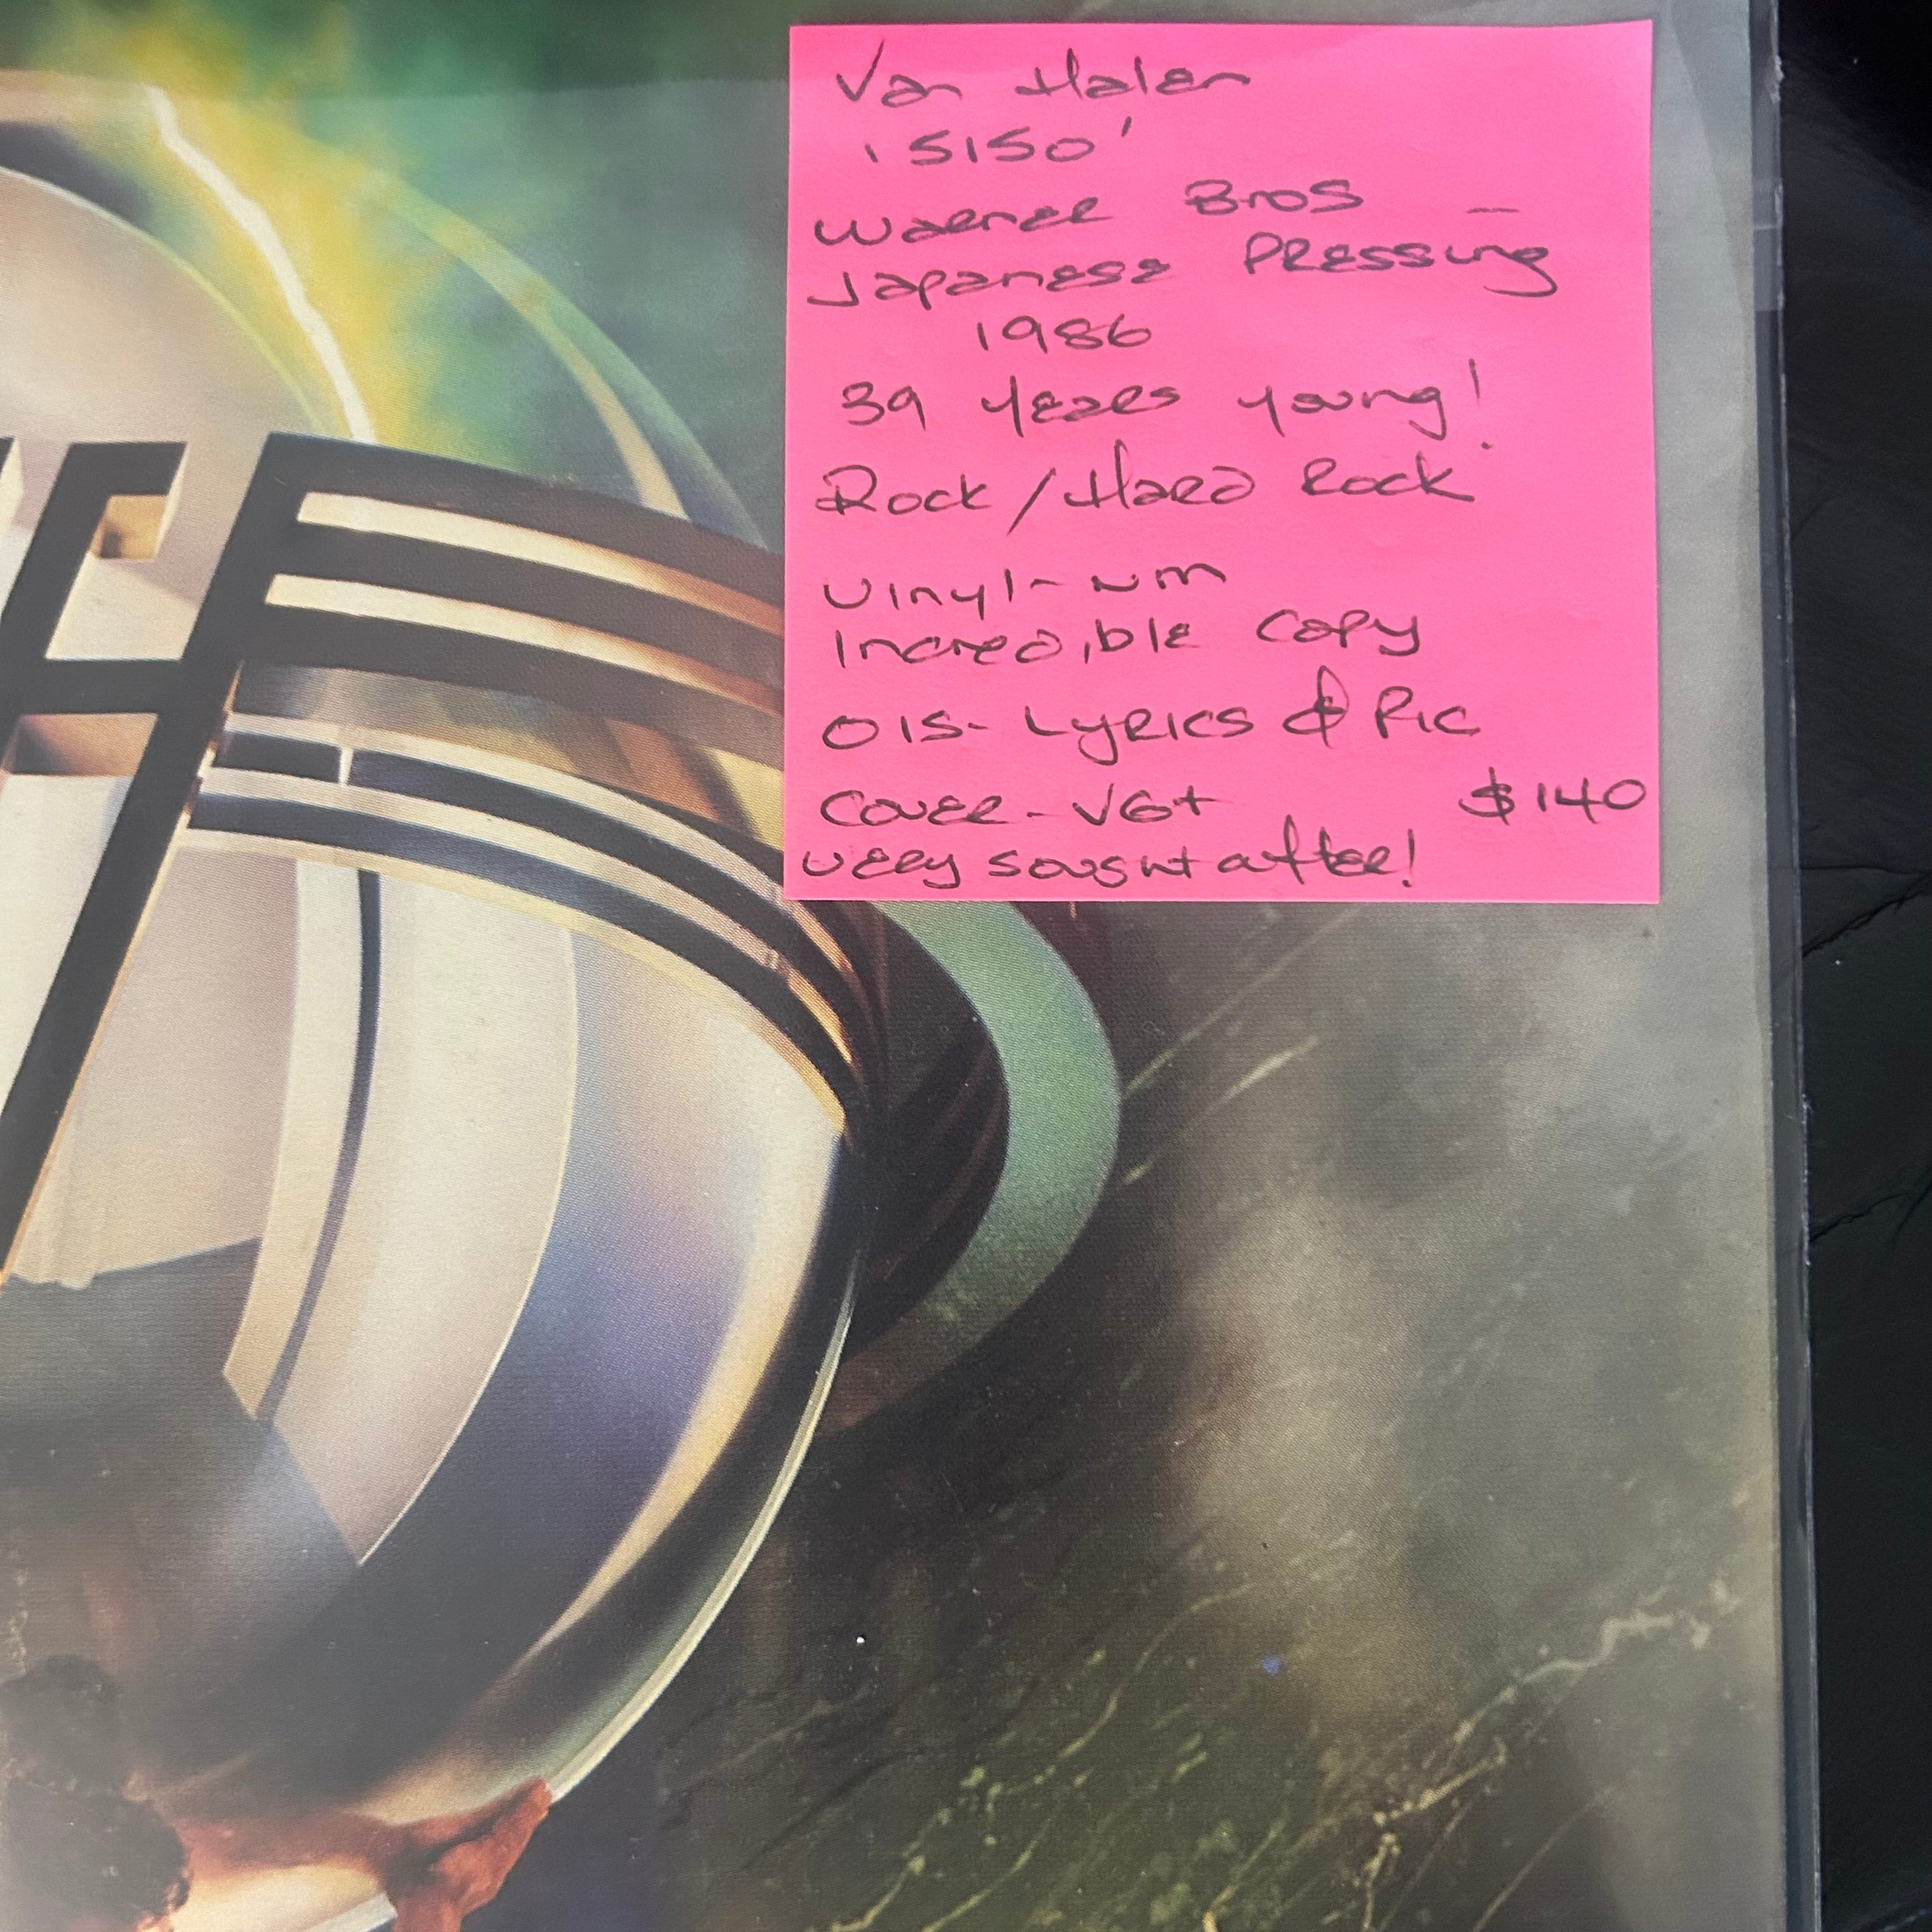 Van Halen
'5150'
Warner Bros -
Japanese Pressing
1986
39 years young!
Rock / Hard Rock
Vinyl - NM
Incredible Copy
OIS - Lyrics & Pic
Cover - VG+ $140
Very sought after!